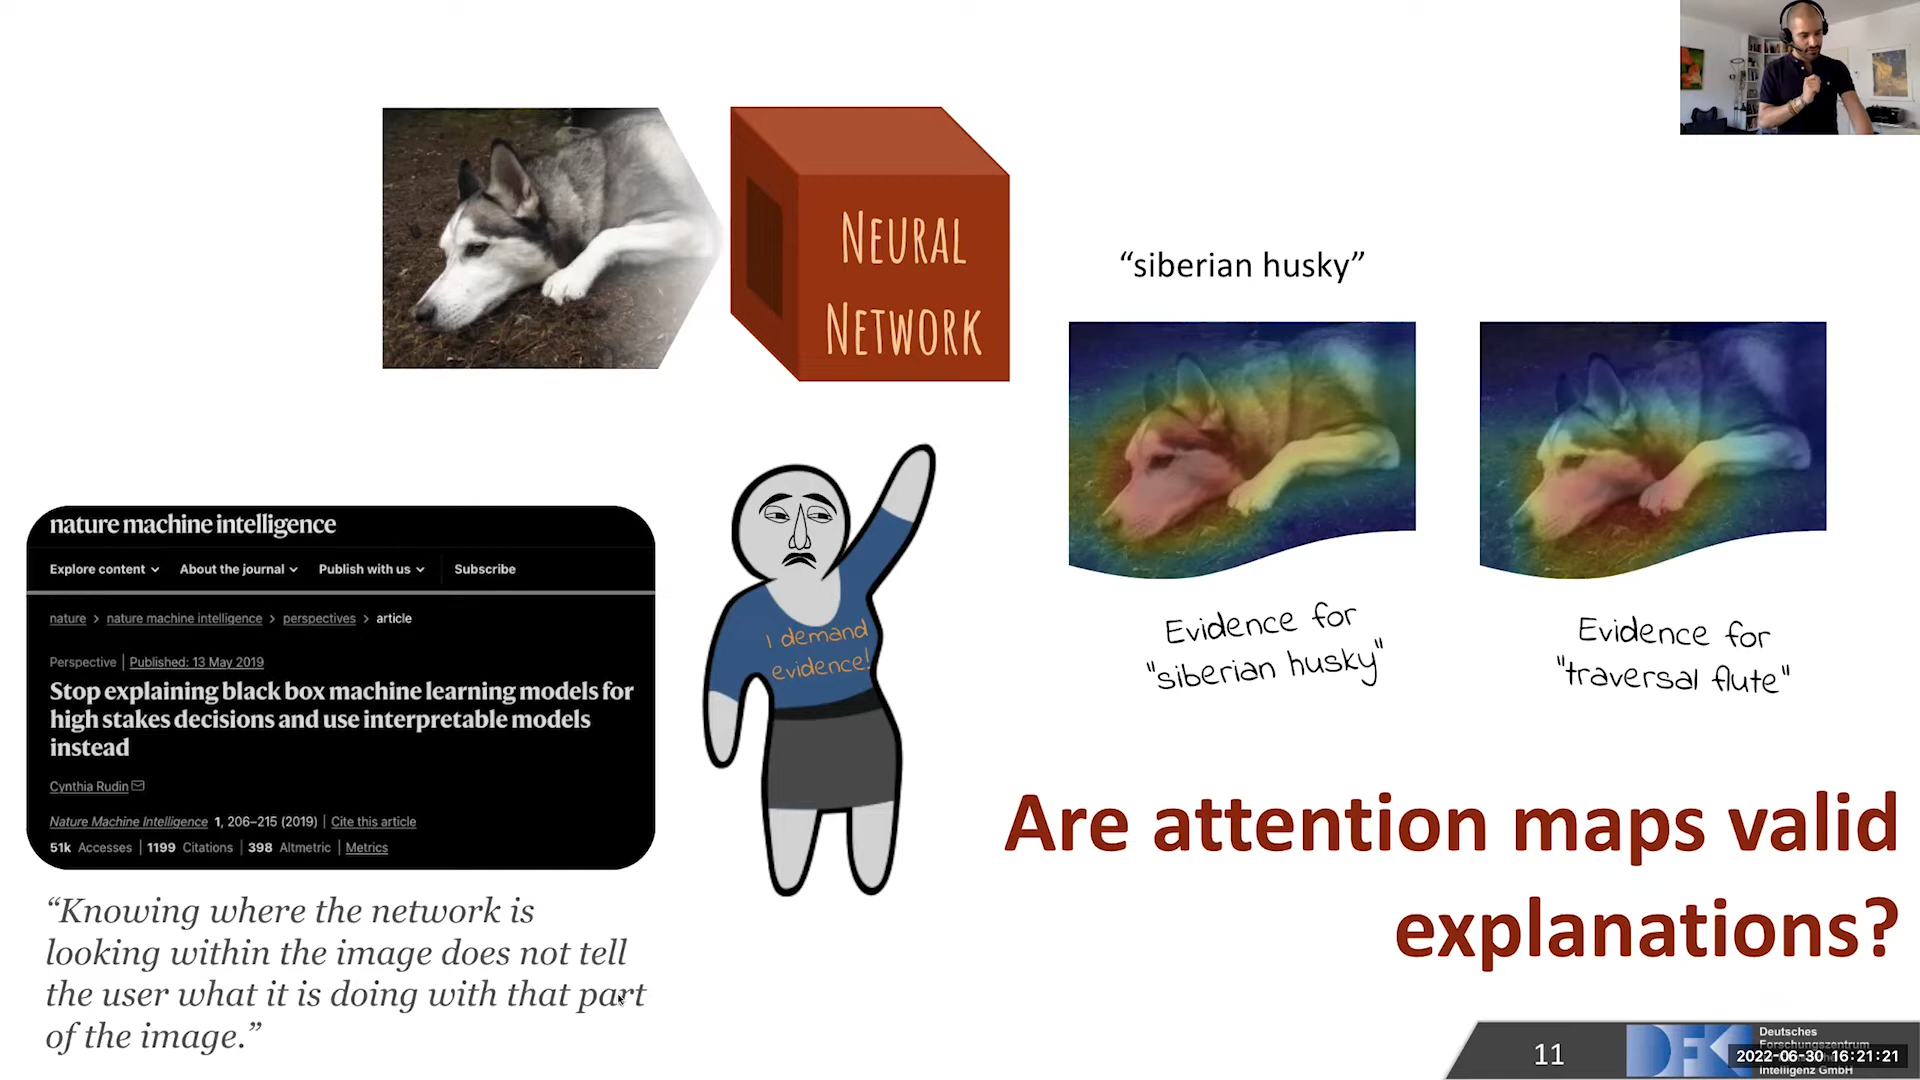 NEURAL
NETWORK
“siberian husky”
Evidence for
"siberian husky"
Evidence for
"traversal flute"
I demand
evidence!
nature machine intelligence
Explore content About the journal Publish with us Subscribe
nature > nature machine intelligence > perspectives > article
Perspective | Published: 13 May 2019
Stop explaining black box machine learning models for
high stakes decisions and use interpretable models
instead
Cynthia Rudin
Nature Machine Intelligence 1, 206–215 (2019) | Cite this article
51k Accesses | 1199 Citations | 398 Altmetric | Metrics
“Knowing where the network is
looking within the image does not tell
the user what it is doing with that part
of the image.”
Are attention maps valid
explanations?
11
DFK
Deutsches
Forschungszentrum
2022-06-30 16:21:21
Intelligenz GmbH